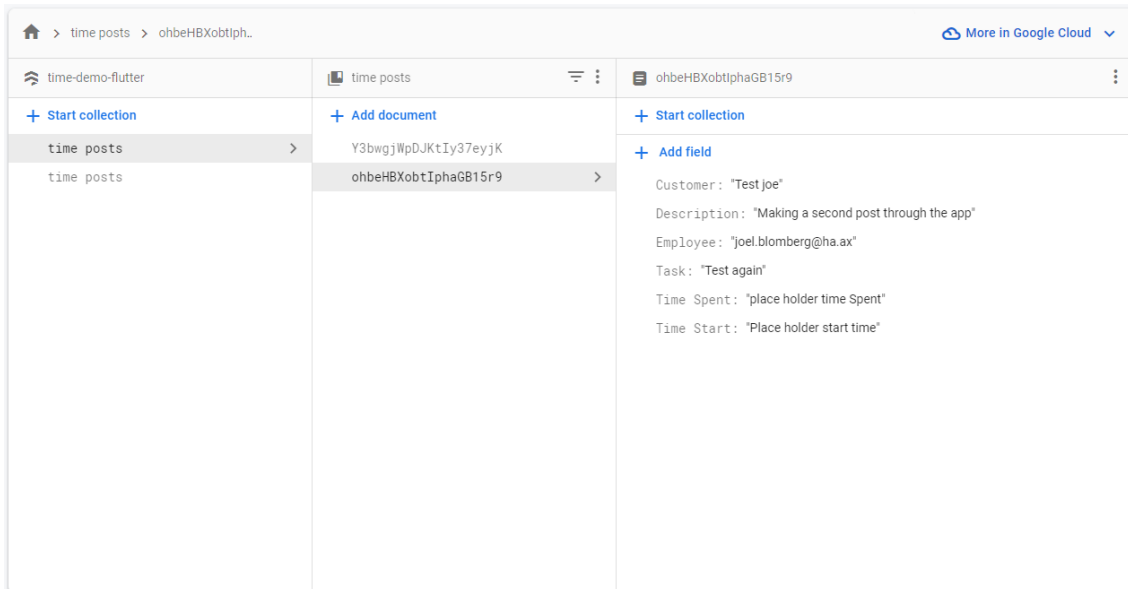 time posts > ohbeHBXobtIph..
More in Google Cloud
time-demo-flutter
Start collection
time posts
time posts
time posts
Add document
Y3bwgjWpDJKtIy37eyjK
ohbeHBXobtIphaGB15r9
ohbeHBXobtIphaGB15r9
Start collection
Add field
Customer: "Test joe"
Description: "Making a second post through the app"
Employee: "joel.blomberg@ha.ax"
Task: "Test again"
Time Spent: "place holder time Spent"
Time Start: "Place holder start time"